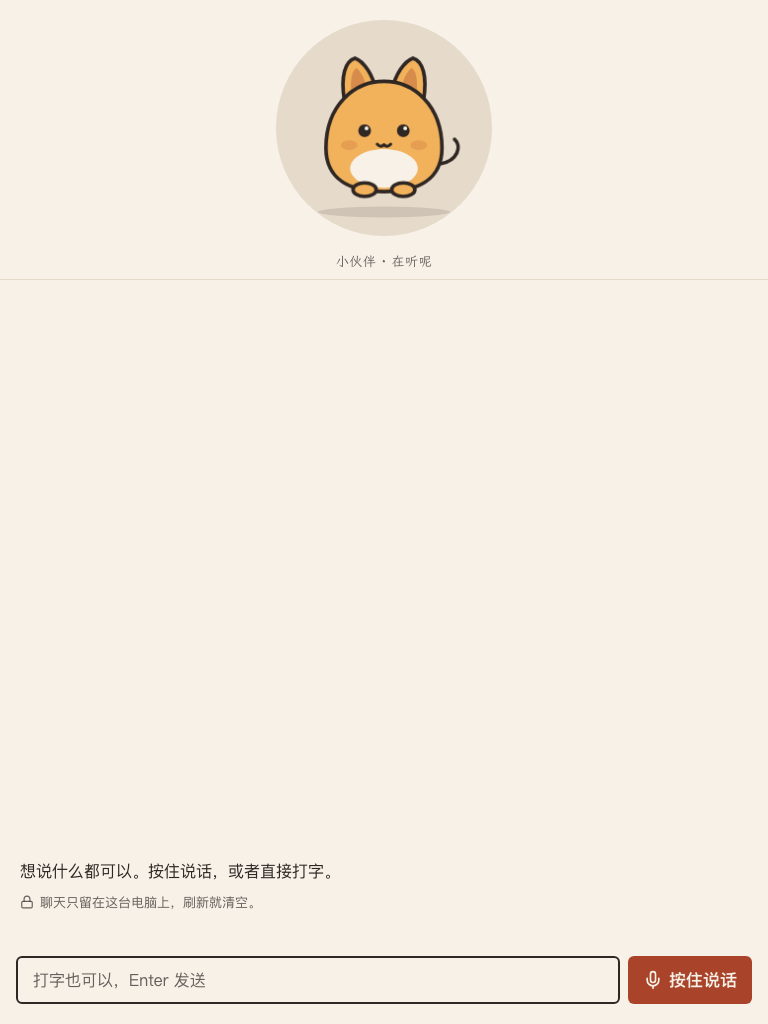 小伙伴 · 在听呢
想说什么都可以。按住说话，或者直接打字。
聊天只留在这台电脑上，刷新就清空。
打字也可以，Enter 发送
按住说话